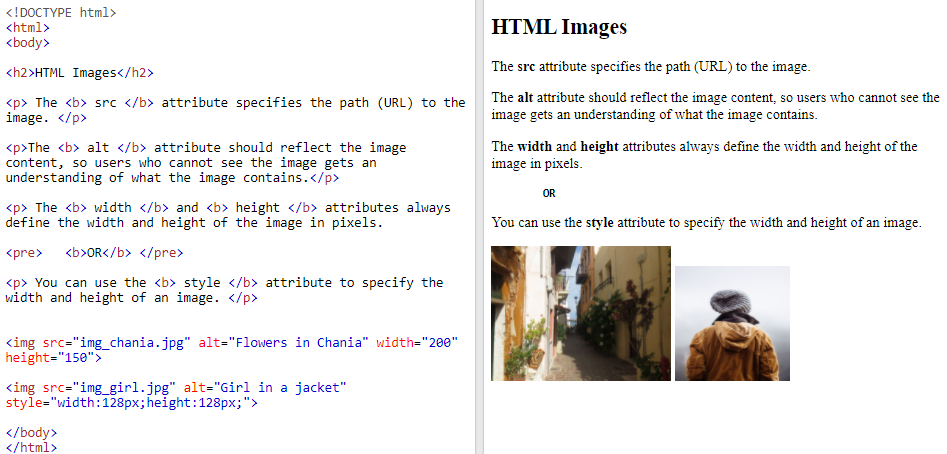 <!DOCTYPE html>
<html>
<body>
<h2>HTML Images</h2>
<p> The <b> src </b> attribute specifies the path (URL) to the
image. </p>
<p>The <b> alt </b> attribute should reflect the image
content, so users who cannot see the image gets an
understanding of what the image contains.</p>
<p> The <b> width </b> and <b> height </b> attributes always
define the width and height of the image in pixels.
<pre>   <b>OR</b> </pre>
<p> You can use the <b> style </b> attribute to specify the
width and height of an image. </p>
<img src="img_chania.jpg" alt="Flowers in Chania" width="200"
height="150">
<img src="img_girl.jpg" alt="Girl in a jacket"
style="width:128px;height:128px;">
</body>
</html>
HTML Images
The src attribute specifies the path (URL) to the image.
The alt attribute should reflect the image content, so users who cannot see the
image gets an understanding of what the image contains.
The width and height attributes always define the width and height of the
image in pixels.
OR
You can use the style attribute to specify the width and height of an image.